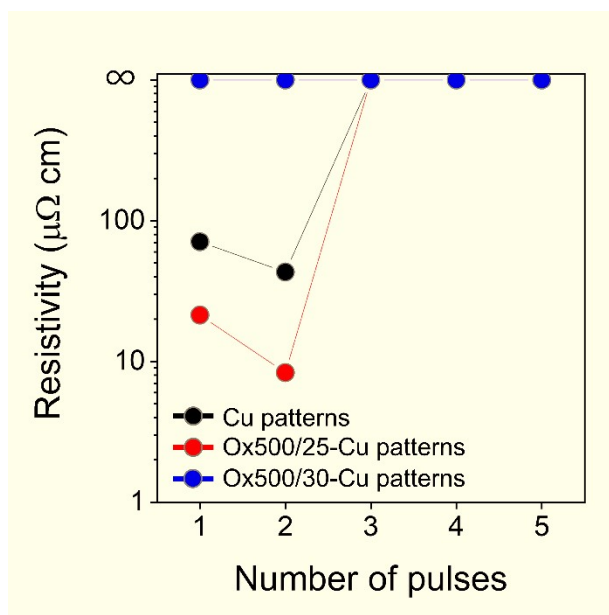 ∞
100
10
1
Resistivity (μΩ cm)
Cu patterns
Ox500/25-Cu patterns
Ox500/30-Cu patterns
1 2 3 4 5
Number of pulses